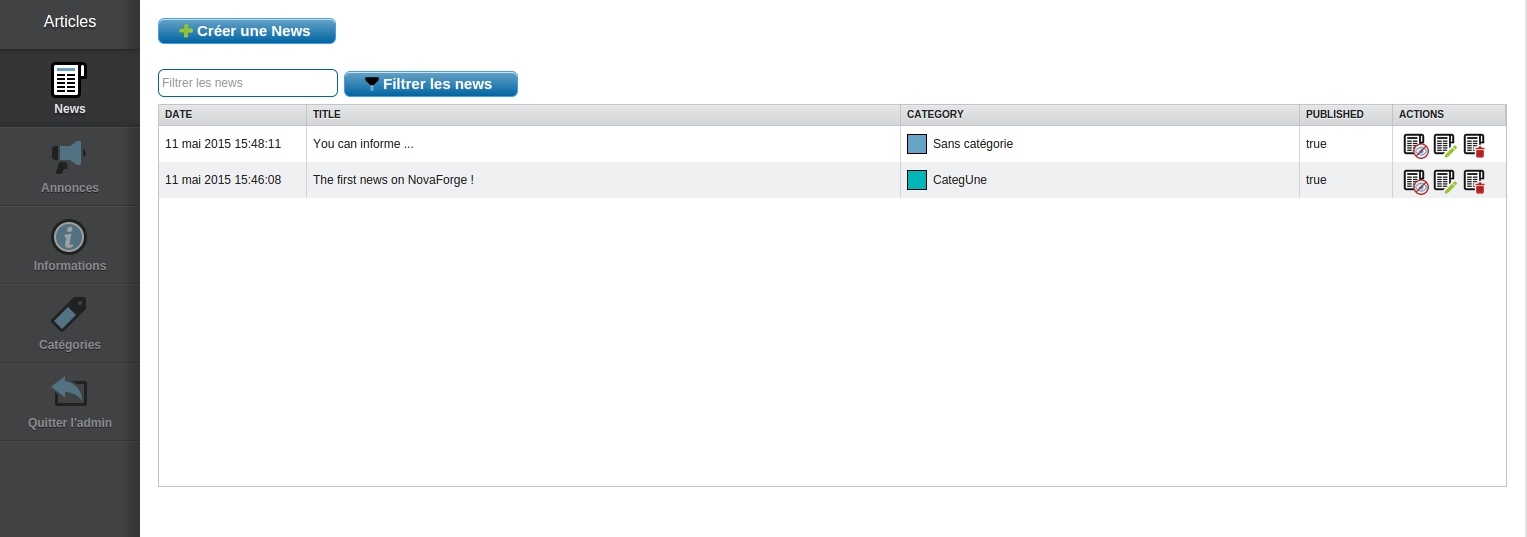 Articles
News
Annonces
Informations
Catégories
Quitter l'admin
Créer une News
Filtrer les news
Filtrer les news
DATE TITLE CATEGORY PUBLISHED ACTIONS
11 mai 2015 15:48:11 You can informe ... Sans catégorie true
11 mai 2015 15:46:08 The first news on NovaForge ! CategUne true